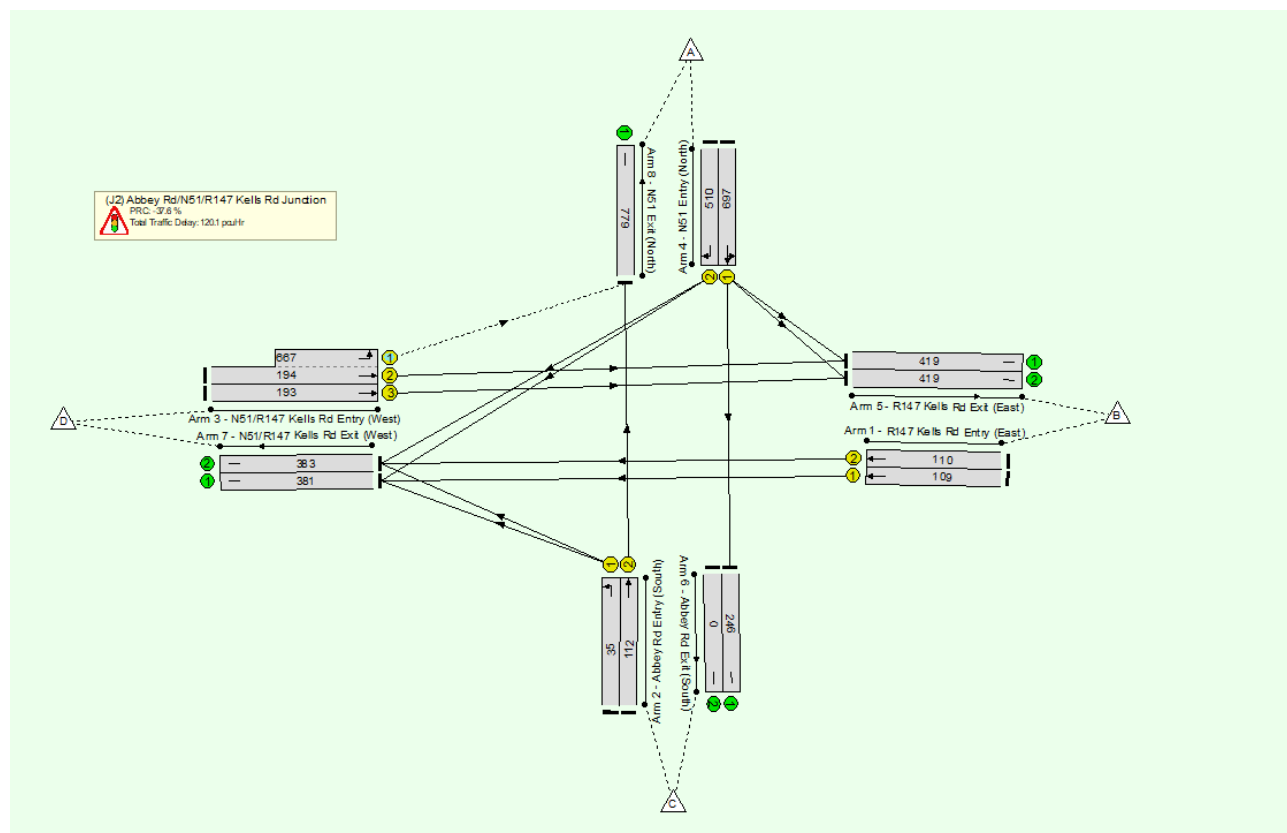 A
(J2) Abbey Rd/N51/R147 Kells Rd Junction
PRC: -37.6 %
Total Traffic Delay: 120.1 pcuHr
1
779
Arm 8 - N51 Exit (North)
Arm 4 - N51 Entry (North)
510
697
2
1
667
1
194
2
193
3
Arm 3 - N51/R147 Kells Rd Entry (West)
D
Arm 7 - N51/R147 Kells Rd Exit (West)
2
383
1
381
419
1
419
2
Arm 5 - R147 Kells Rd Exit (East)
B
Arm 1 - R147 Kells Rd Entry (East)
2
110
1
109
1
2
35
112
Arm 2 - Abbey Rd Entry (South)
Arm 6 - Abbey Rd Exit (South)
0
246
2
1
C